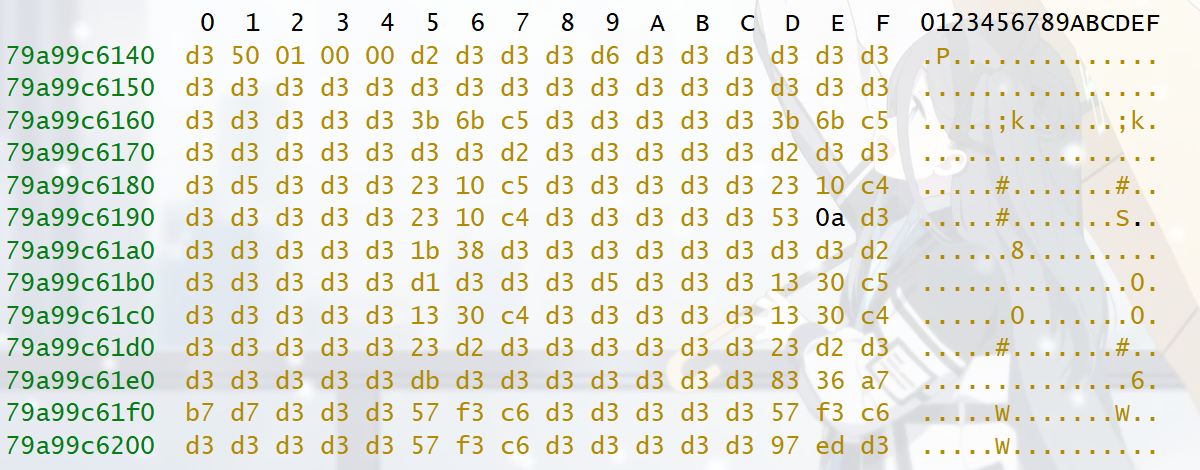 0 1 2 3 4 5 6 7 8 9 A B C D E F 0123456789ABCDEF
79a99c6140 d3 50 01 00 00 d2 d3 d3 d3 d6 d3 d3 d3 d3 d3 d3 .P..............
79a99c6150 d3 d3 d3 d3 d3 d3 d3 d3 d3 d3 d3 d3 d3 d3 d3 d3 ................
79a99c6160 d3 d3 d3 d3 d3 3b 6b c5 d3 d3 d3 d3 d3 3b 6b c5 .....;k......;k.
79a99c6170 d3 d3 d3 d3 d3 d3 d3 d2 d3 d3 d3 d3 d3 d2 d3 d3 ................
79a99c6180 d3 d5 d3 d3 d3 23 10 c5 d3 d3 d3 d3 d3 23 10 c4 .....#.......#..
79a99c6190 d3 d3 d3 d3 d3 23 10 c4 d3 d3 d3 d3 d3 53 0a d3 .....#.......S..
79a99c61a0 d3 d3 d3 d3 d3 1b 38 d3 d3 d3 d3 d3 d3 d3 d3 d2 ......8.........
79a99c61b0 d3 d3 d3 d3 d3 d1 d3 d3 d3 d5 d3 d3 d3 13 30 c5 ..............0.
79a99c61c0 d3 d3 d3 d3 d3 13 30 c4 d3 d3 d3 d3 d3 13 30 c4 ......0.......0.
79a99c61d0 d3 d3 d3 d3 d3 23 d2 d3 d3 d3 d3 d3 d3 23 d2 d3 .....#.......#..
79a99c61e0 d3 d3 d3 d3 d3 db d3 d3 d3 d3 d3 d3 d3 83 36 a7 ..............6.
79a99c61f0 b7 d7 d3 d3 d3 57 f3 c6 d3 d3 d3 d3 d3 57 f3 c6 .....W.......W..
79a99c6200 d3 d3 d3 d3 d3 57 f3 c6 d3 d3 d3 d3 d3 97 ed d3 .....W..........